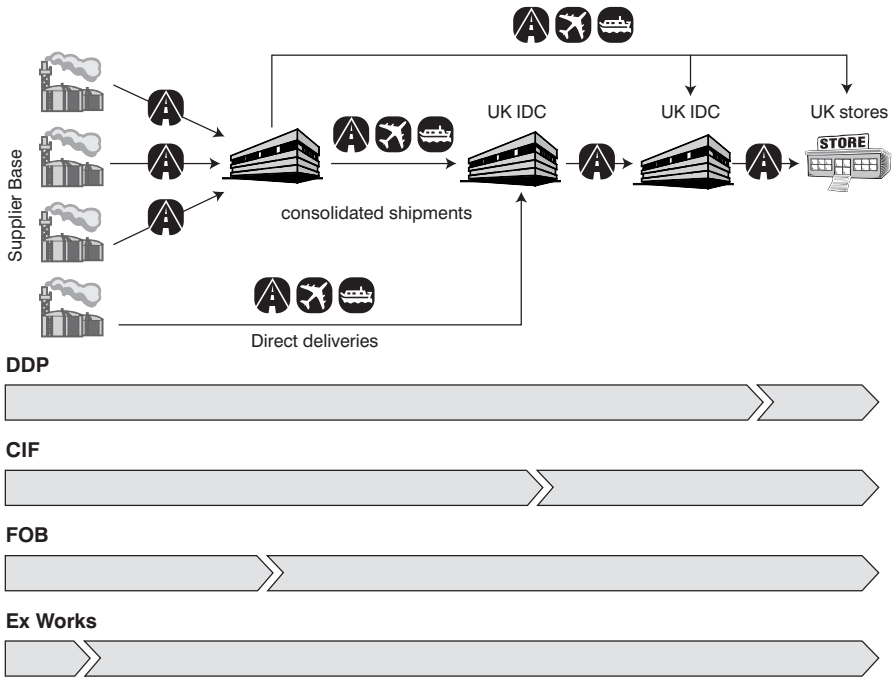 UK IDC
UK IDC
UK stores
STORE
Supplier Base
consolidated shipments
Direct deliveries
DDP
CIF
FOB
Ex Works